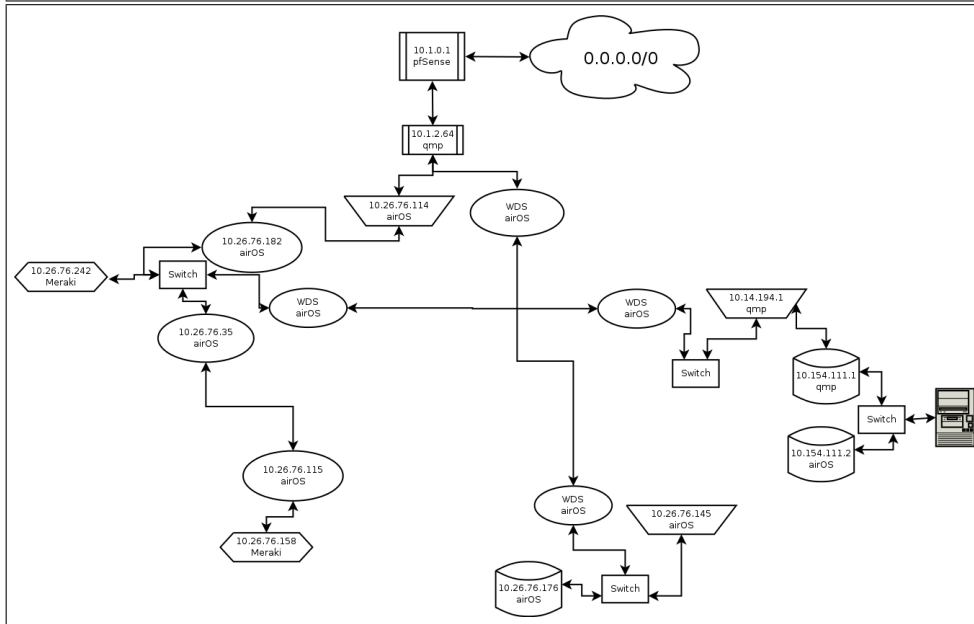 10.1.0.1
pfSense
0.0.0.0/0
10.1.2.64
qmp
10.26.76.114
airOS
WDS
airOS
10.26.76.182
airOS
10.26.76.242
Meraki
Switch
WDS
airOS
WDS
airOS
10.14.194.1
qmp
10.26.76.35
airOS
Switch
10.154.111.1
qmp
Switch
10.154.111.2
airOS
10.26.76.115
airOS
WDS
airOS
10.26.76.145
airOS
10.26.76.158
Meraki
10.26.76.176
airOS
Switch